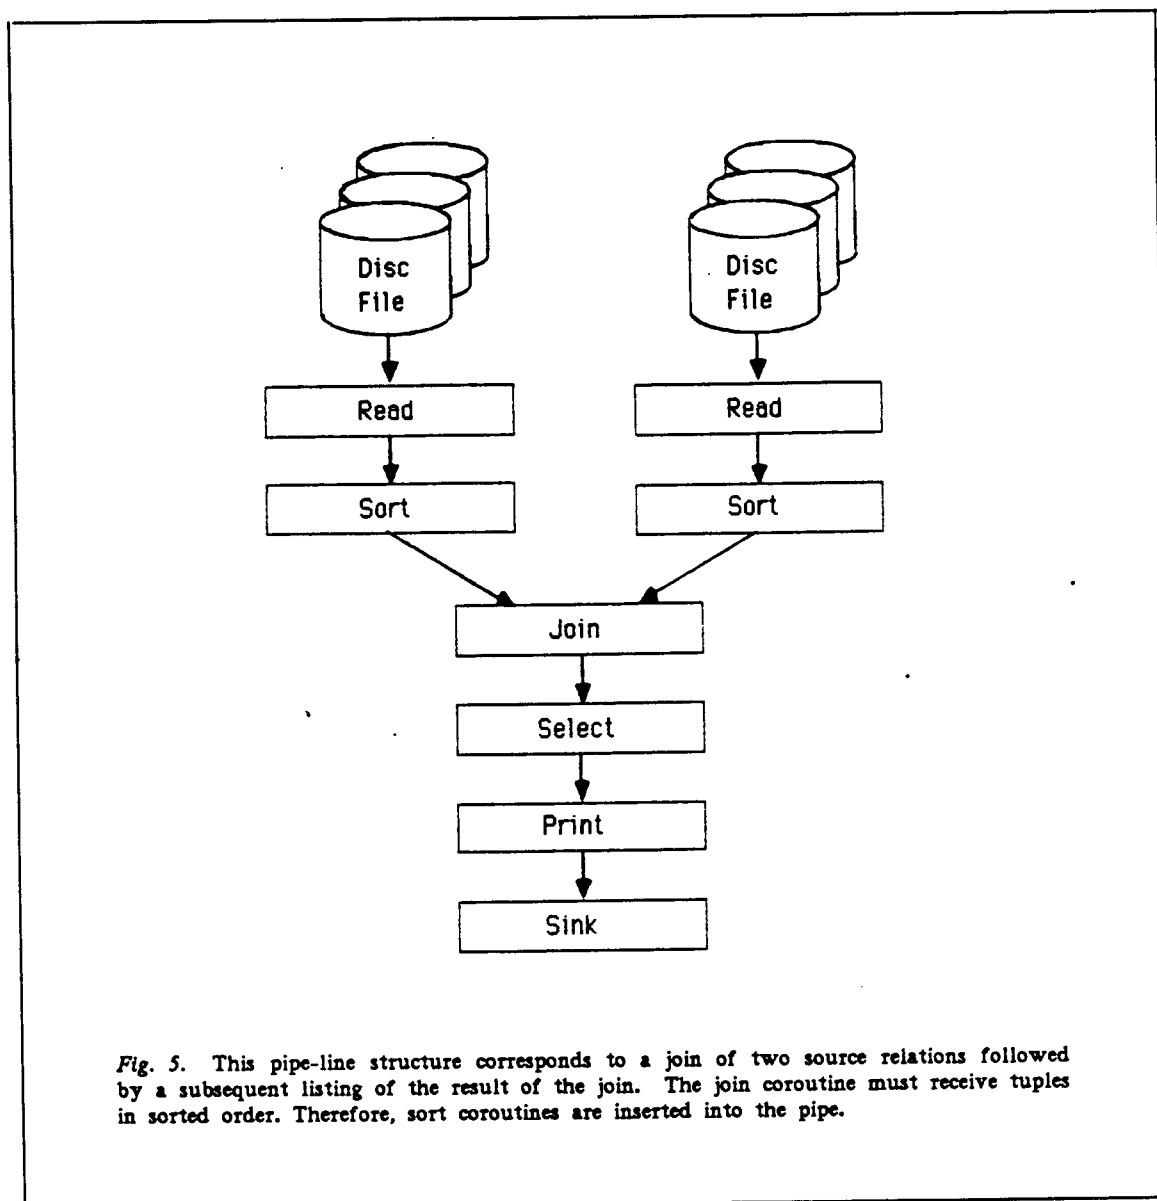 Disc
File
Disc
File
Read
Read
Sort
Sort
Join
Select
Print
Sink
Fig. 5. This pipe-line structure corresponds to a join of two source relations followed
by a subsequent listing of the result of the join. The join coroutine must receive tuples
in sorted order. Therefore, sort coroutines are inserted into the pipe.